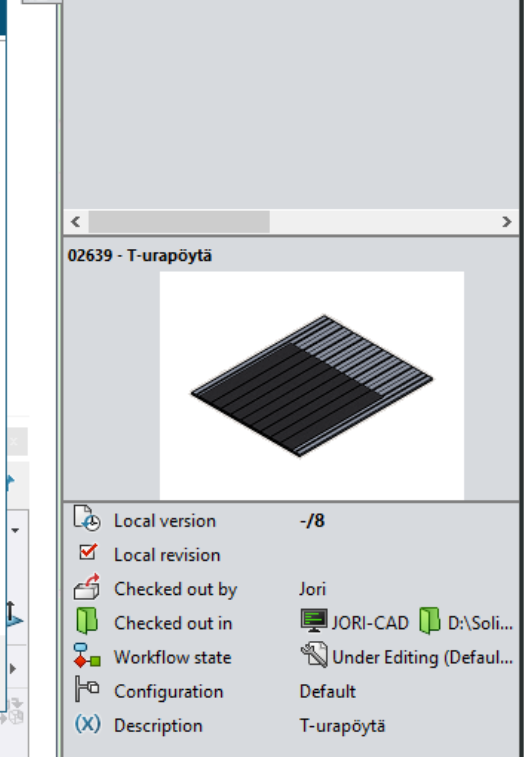 02639 - T-urapöytä
Local version -/8
Local revision
Checked out by Jori
Checked out in JORI-CAD D:\Soli...
Workflow state Under Editing (Defaul...
Configuration Default
(x) Description T-urapöytä